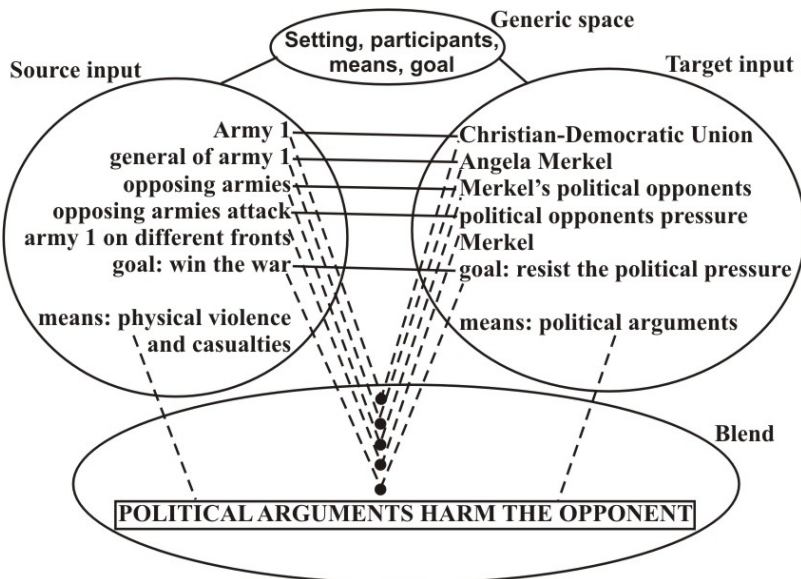 Generic space
Setting, participants,
means, goal
Source input
Target input
Army 1
general of army 1
opposing armies
opposing armies attack
army 1 on different fronts
goal: win the war
means: physical violence
and casualties
Christian-Democratic Union
Angela Merkel
Merkel's political opponents
political opponents pressure
Merkel
goal: resist the political pressure
means: political arguments
Blend
POLITICAL ARGUMENTS HARM THE OPPONENT